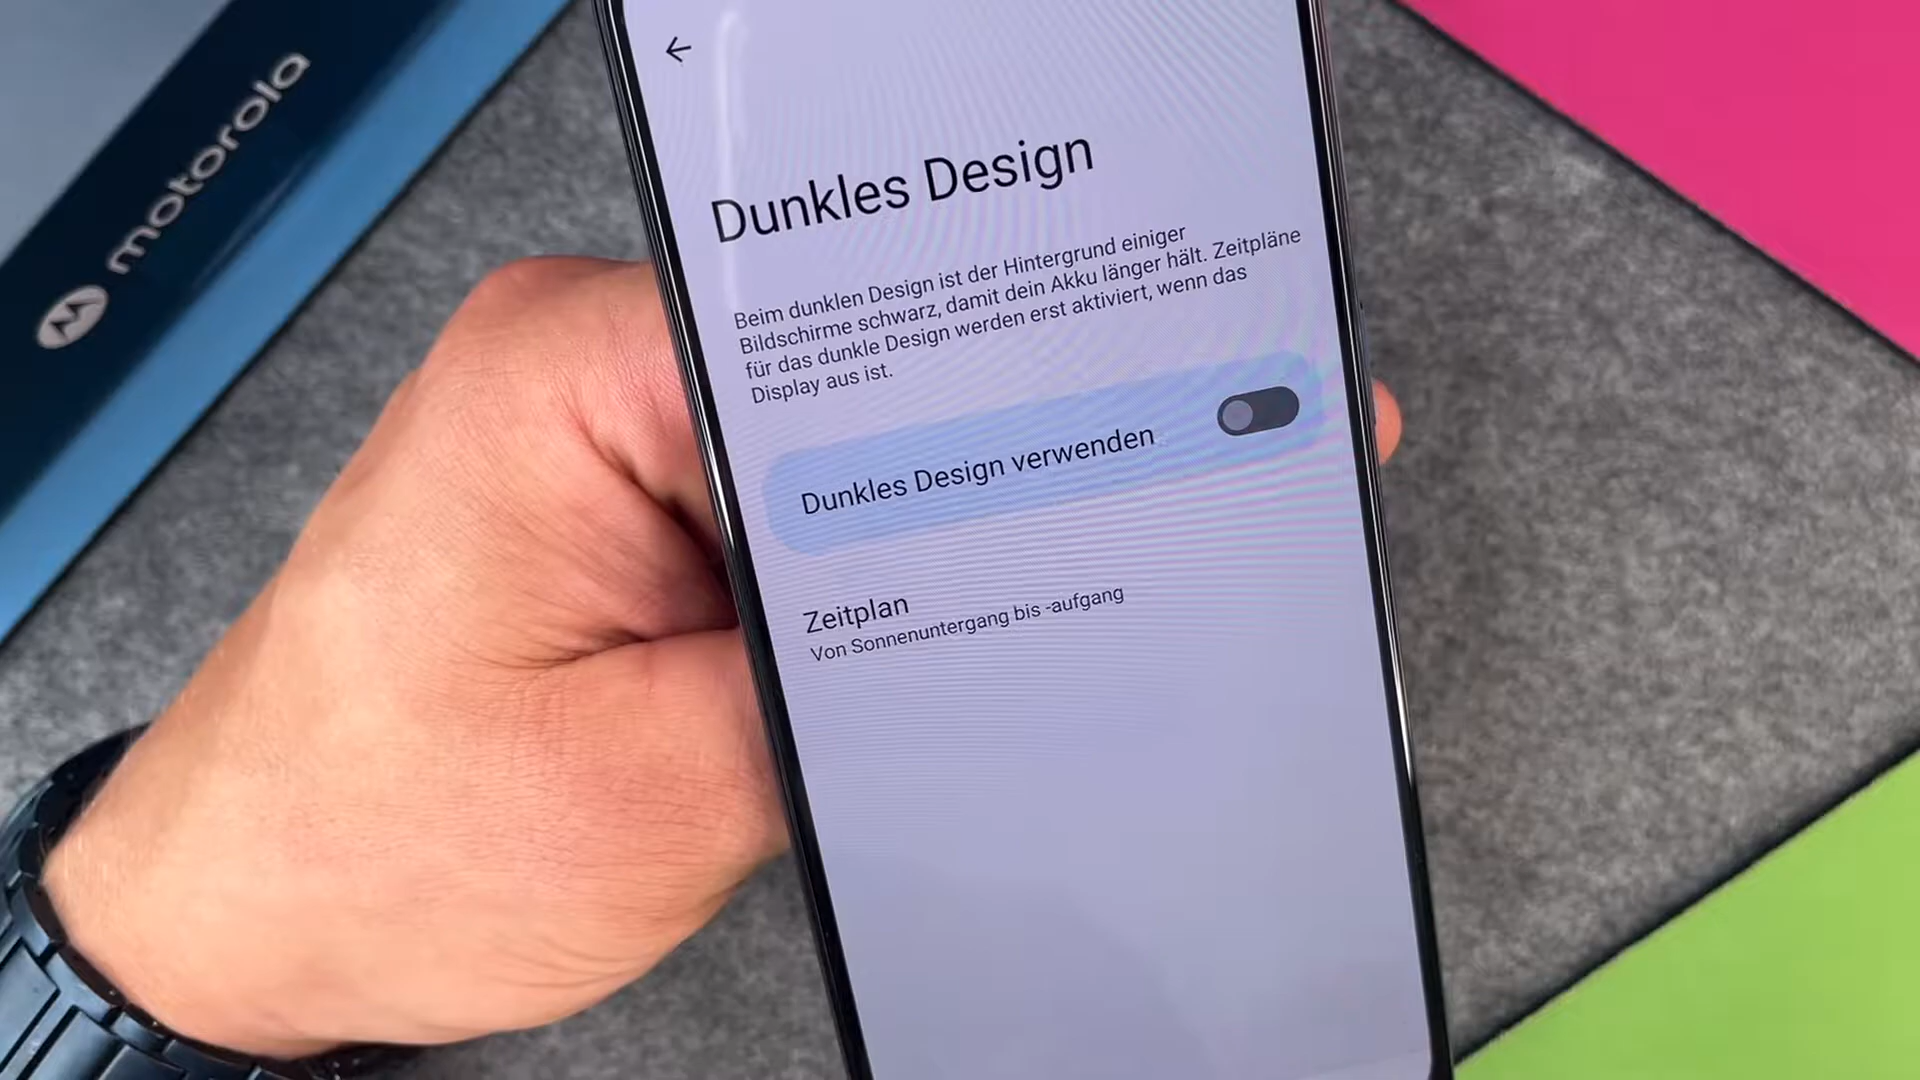 motorola
Dunkles Design
Beim dunklen Design ist der Hintergrund einiger
Bildschirme schwarz, damit dein Akku länger hält. Zeitpläne
für das dunkle Design werden erst aktiviert, wenn das
Display aus ist.
Dunkles Design verwenden
Zeitplan
Von Sonnenuntergang bis -aufgang